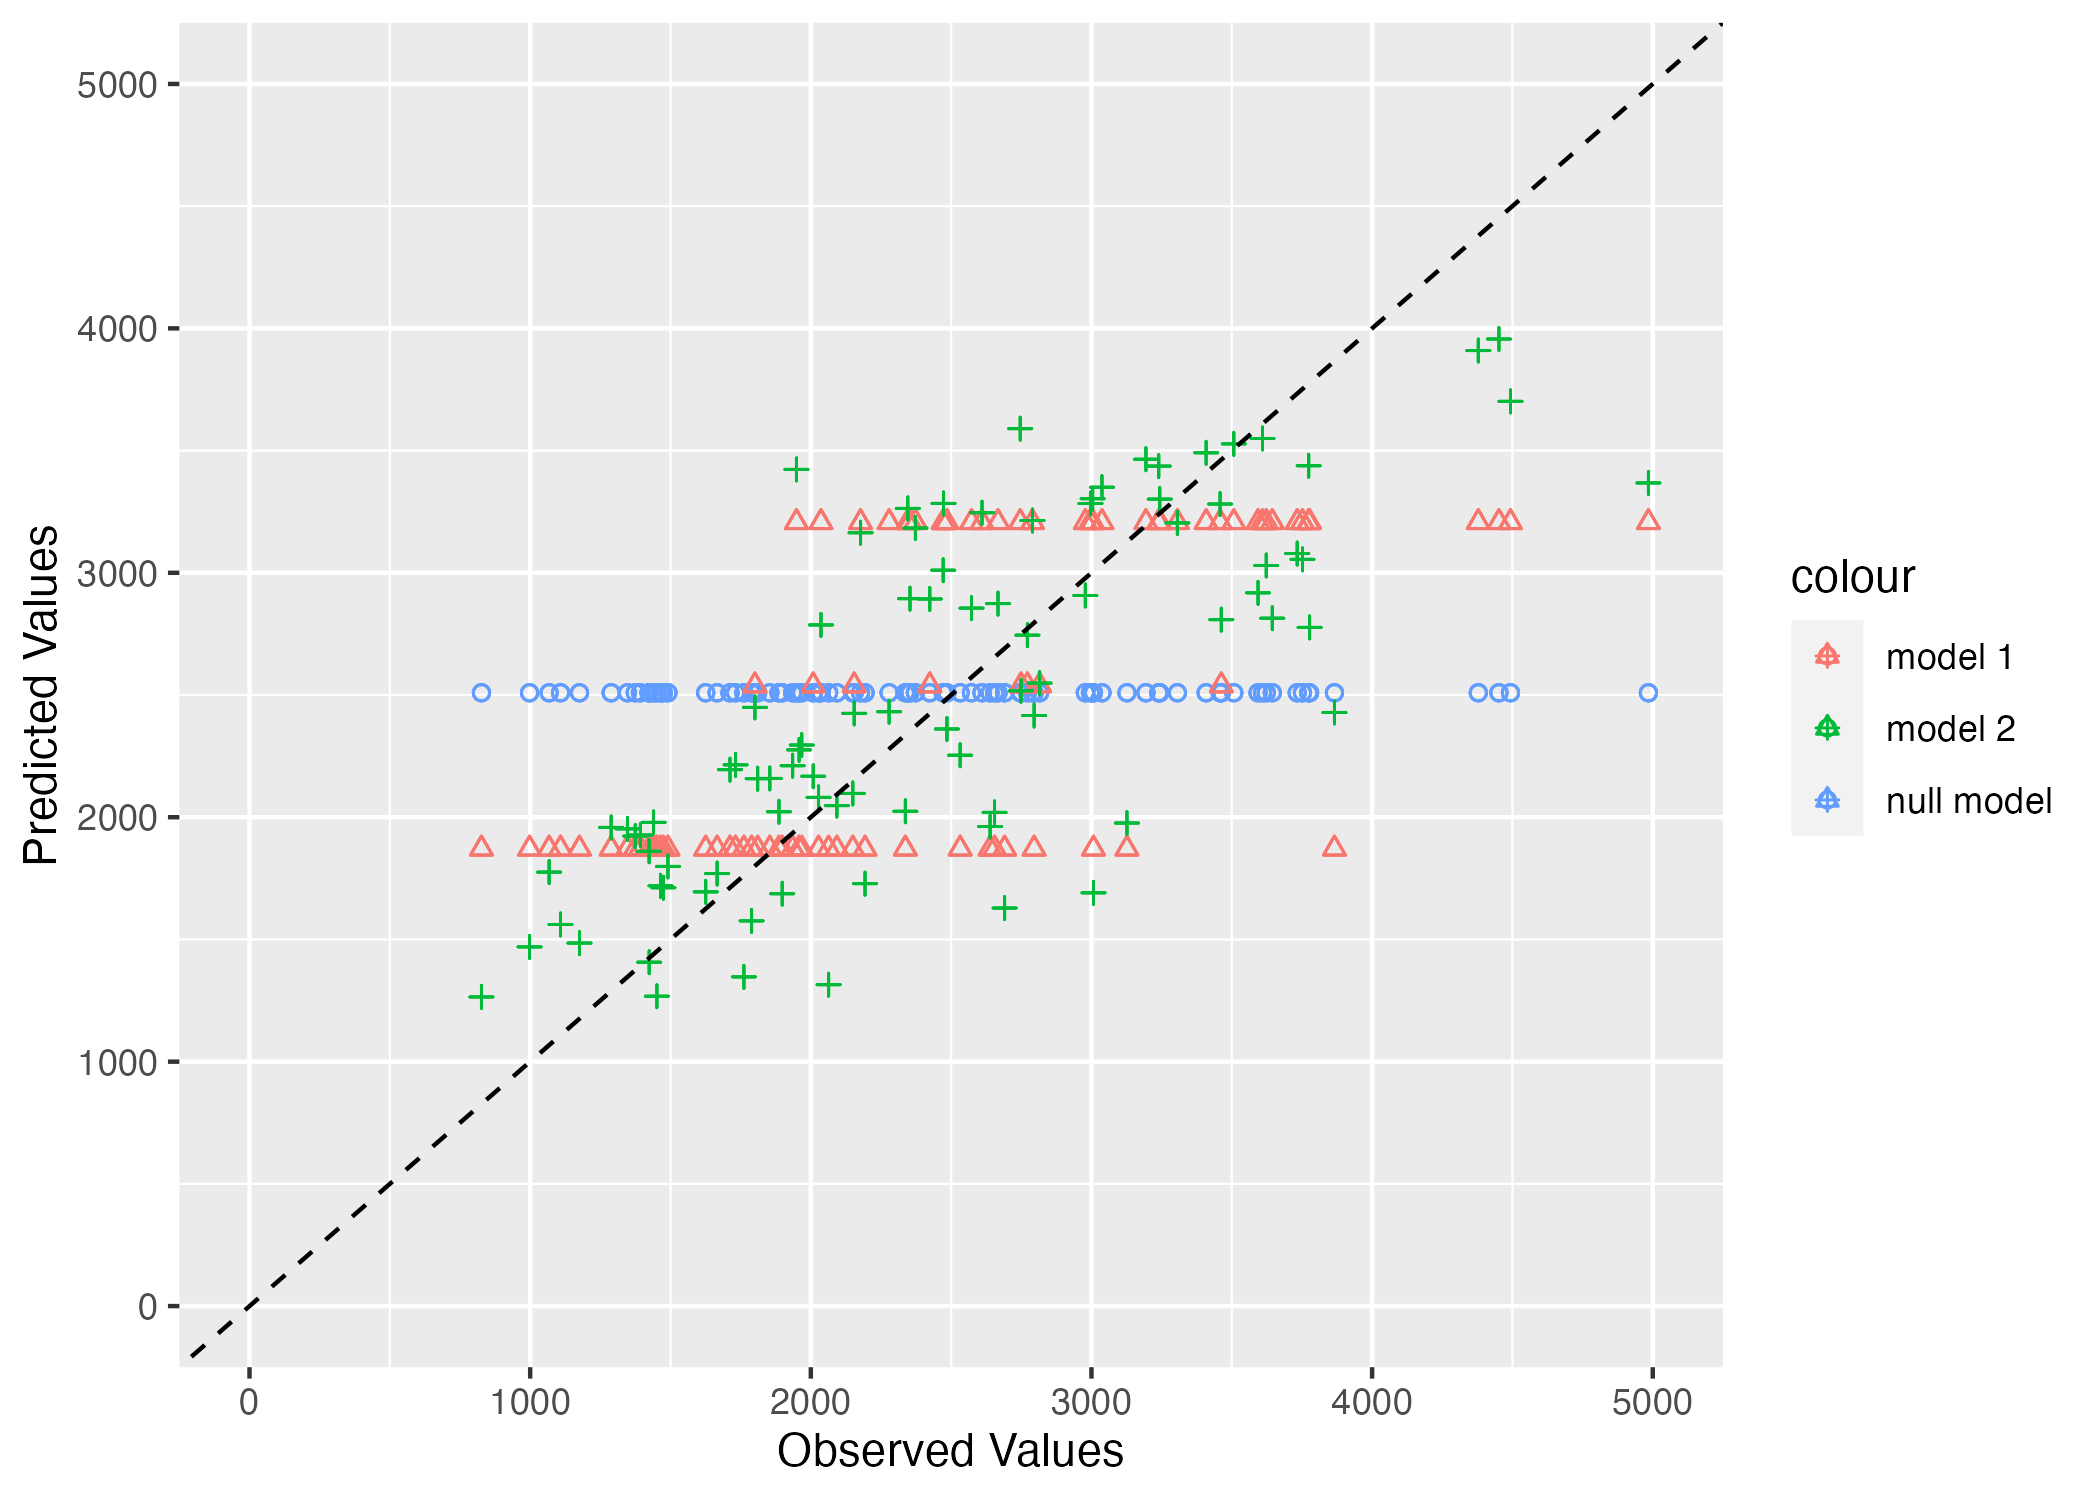 5000
4000
3000
2000
1000
0
Predicted Values
0 1000 2000 3000 4000 5000
Observed Values
colour
model 1
model 2
null model